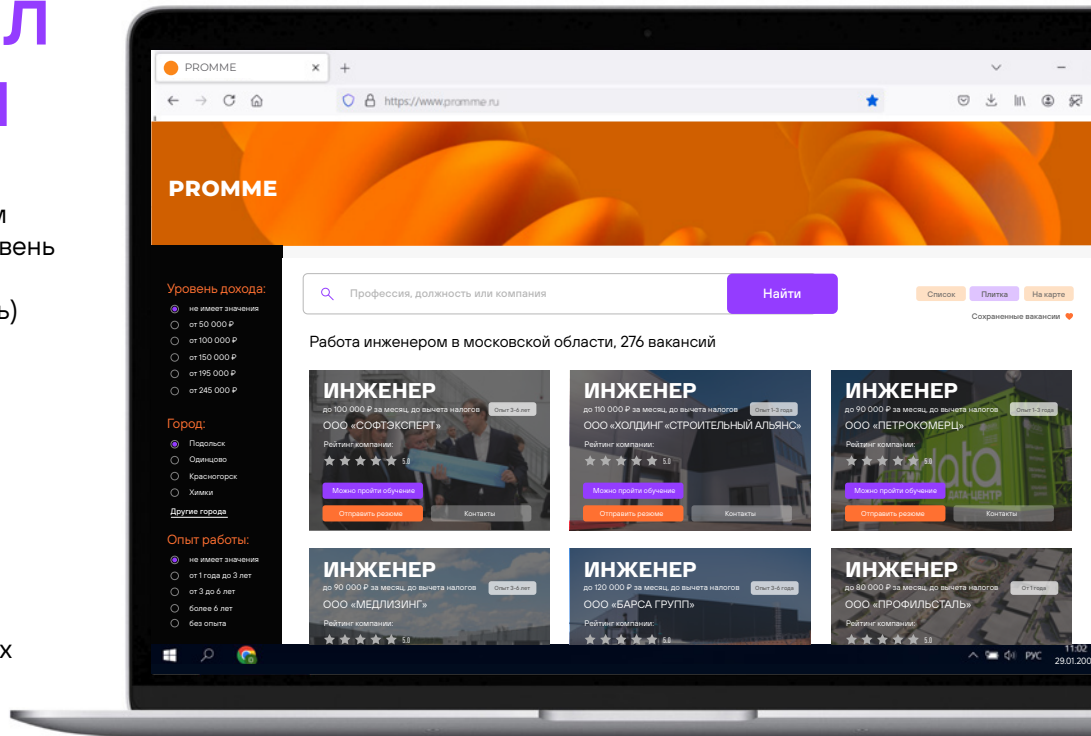 Л
вень
ь)
х
PROMME
https://www.promme.ru
PROMME
Уровень дохода:
не имеет значения
от 50 000 ₽
от 100 000 ₽
от 150 000 ₽
от 195 000 ₽
от 245 000 ₽
Город:
Подольск
Одинцово
Красногорск
Химки
Другие города
Опыт работы:
не имеет значения
от 1 года до 3 лет
от 3 до 6 лет
более 6 лет
без опыта
Профессия, должность или компания
Найти
Список Плитка На карте
Сохраненные вакансии
Работа инженером в московской области, 276 вакансий
ИНЖЕНЕР
до 100 000 ₽ за месяц, до вычета налогов Опыт 3-6 лет
ООО «СОФТЭКСПЕРТ»
Рейтинг компании:
5.0
Можно пройти обучение
Отправить резюме Контакты
ИНЖЕНЕР
до 110 000 ₽ за месяц, до вычета налогов Опыт 1-3 года
ООО «ХОЛДИНГ «СТРОИТЕЛЬНЫЙ АЛЬЯНС»
Рейтинг компании:
5.0
Можно пройти обучение
Отправить резюме Контакты
ИНЖЕНЕР
до 90 000 ₽ за месяц, до вычета налогов Опыт 1-3 года
ООО «ПЕТРОКОМЕРЦ»
Рейтинг компании:
5.0
data
ДАТА-ЦЕНТР
Можно пройти обучение
Отправить резюме Контакты
ИНЖЕНЕР
до 90 000 ₽ за месяц, до вычета налогов Опыт 3-6 лет
ООО «МЕДЛИЗИНГ»
Рейтинг компании:
5.0
ИНЖЕНЕР
до 120 000 ₽ за месяц, до вычета налогов Опыт 3-6 года
ООО «БАРСА ГРУПП»
Рейтинг компании:
5.0
ИНЖЕНЕР
до 80 000 ₽ за месяц, до вычета налогов От 1 года
ООО «ПРОФИЛЬСТАЛЬ»
Рейтинг компании:
5.0
РУС
11:02
29.01.200